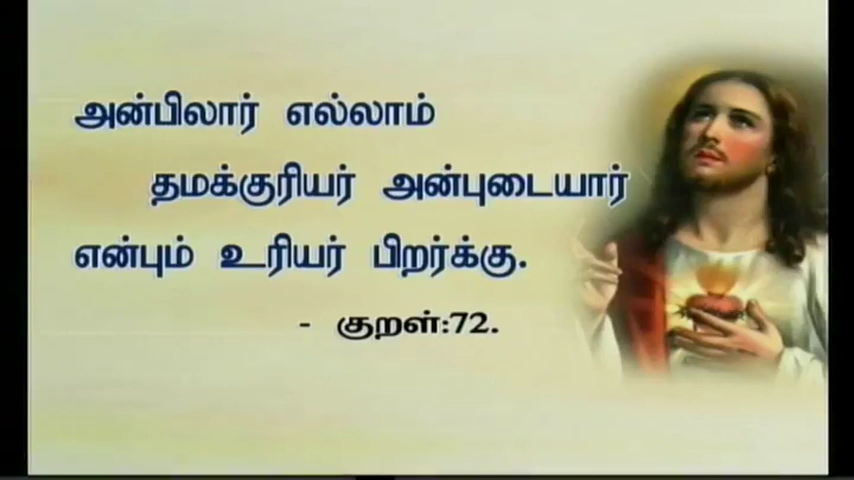 அன்பிலார் எல்லாம்
தமக்குரியர் அன்புடையார்
என்பும் உரியர் பிறர்க்கு.
- குறள்:72.